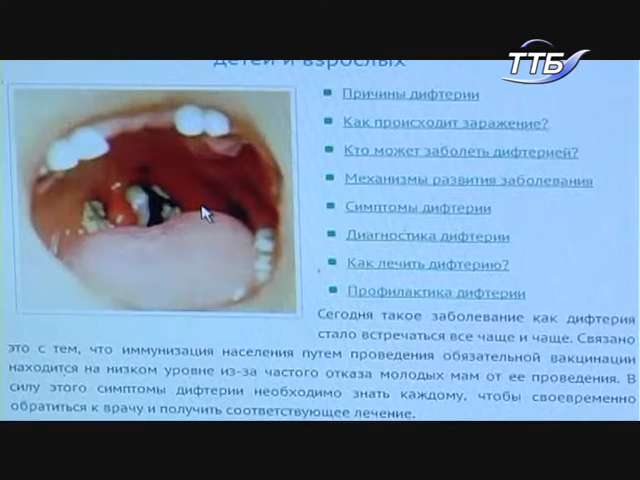 ТТБ
детей и взрослых
Причины дифтерии
Как происходит заражение?
Кто может заболеть дифтерией?
Механизмы развития заболевания
Симптомы дифтерии
Диагностика дифтерии
Как лечить дифтерию?
Профилактика дифтерии
Сегодня такое заболевание как дифтерия
стало встречаться все чаще и чаще. Связано
это с тем, что иммунизация населения путем проведения обязательной вакцинации
находится на низком уровне из-за частого отказа молодых мам от ее проведения. В
силу этого симптомы дифтерии необходимо знать каждому, чтобы своевременно
обратиться к врачу и получить соответствующее лечение.